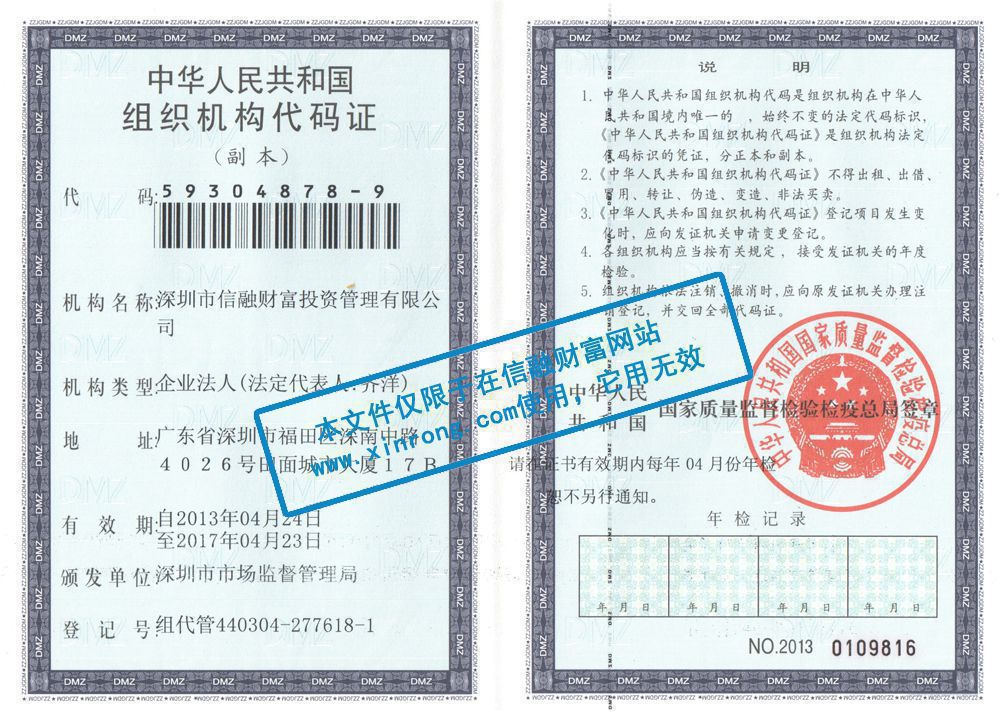 中华人民共和国
组织机构代码证
（副本）
代 码:59304878-9
机构名称:深圳市信融财富投资管理有限公
司
机构类型:企业法人(法定代表人:齐洋)
地 址:广东省深圳市福田区深南中路
4026号田面城市大厦17B
有 效 期:自2013年04月24日
至2017年04月23日
颁发单位:深圳市市场监督管理局
登 记 号:组代管440304-277618-1
说 明
1. 中华人民共和国组织机构代码是组织机构在中华人
民共和国境内唯一的 ，始终不变的法定代码标识，
《中华人民共和国组织机构代码证》是组织机构法定
代码标识的凭证，分正本和副本。
2.《中华人民共和国组织机构代码证》不得出租、出借、
冒用、转让、伪造、变造、非法买卖。
3.《中华人民共和国组织机构代码证》登记项目发生变
化时，应向发证机关申请变更登记。
4. 各组织机构应当按有关规定，接受发证机关的年度
检验。
5. 组织机构依法注销、撤消时，应向原发证机关办理注
销登记，并交回全部代码证。
中华人民
共和国
国家质量监督检验检疫总局签章
中华人民共和国国家质量监督检验检疫总局
请在证书有效期内每年04月份年检
恕不另行通知。
年检记录
年 月 日
年 月 日
年 月 日
年 月 日
NO.2013 0109816
本文件仅限于在信融财富网站
www.xinrong.com使用，它用无效